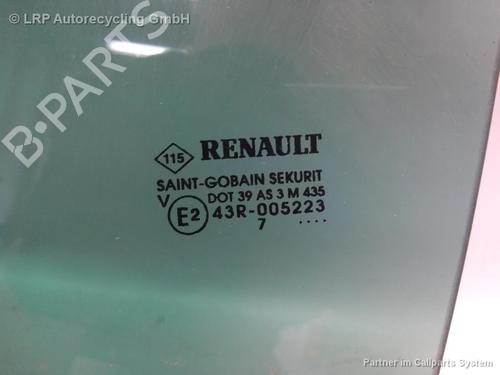 © LRP Autorecycling GmbH
B-PARTS
115 RENAULT
SAINT-GOBAIN SEKURIT
V DOT 39 AS 3 M 435
E2 43R-005223
7 ....
Partner im Callparts System